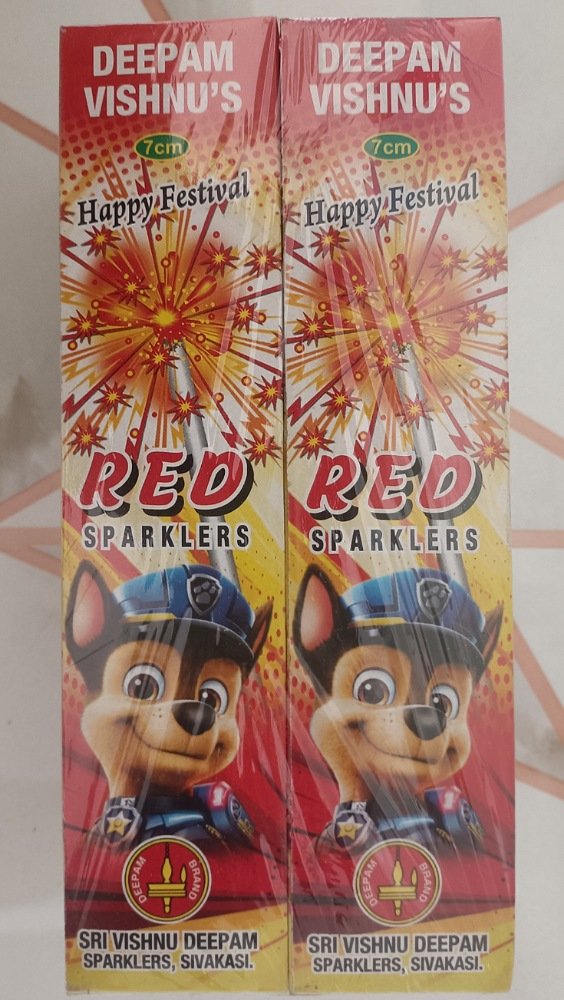 DEEPAM
VISHNU'S
7cm
Happy Festival
RED
SPARKLERS
DEEPAM BRAND
SRI VISHNU DEEPAM
SPARKLERS, SIVAKASI.
DEEPAM
VISHNU'S
7cm
Happy Festival
RED
SPARKLERS
DEEPAM BRAND
SRI VISHNU DEEPAM
SPARKLERS, SIVAKASI.